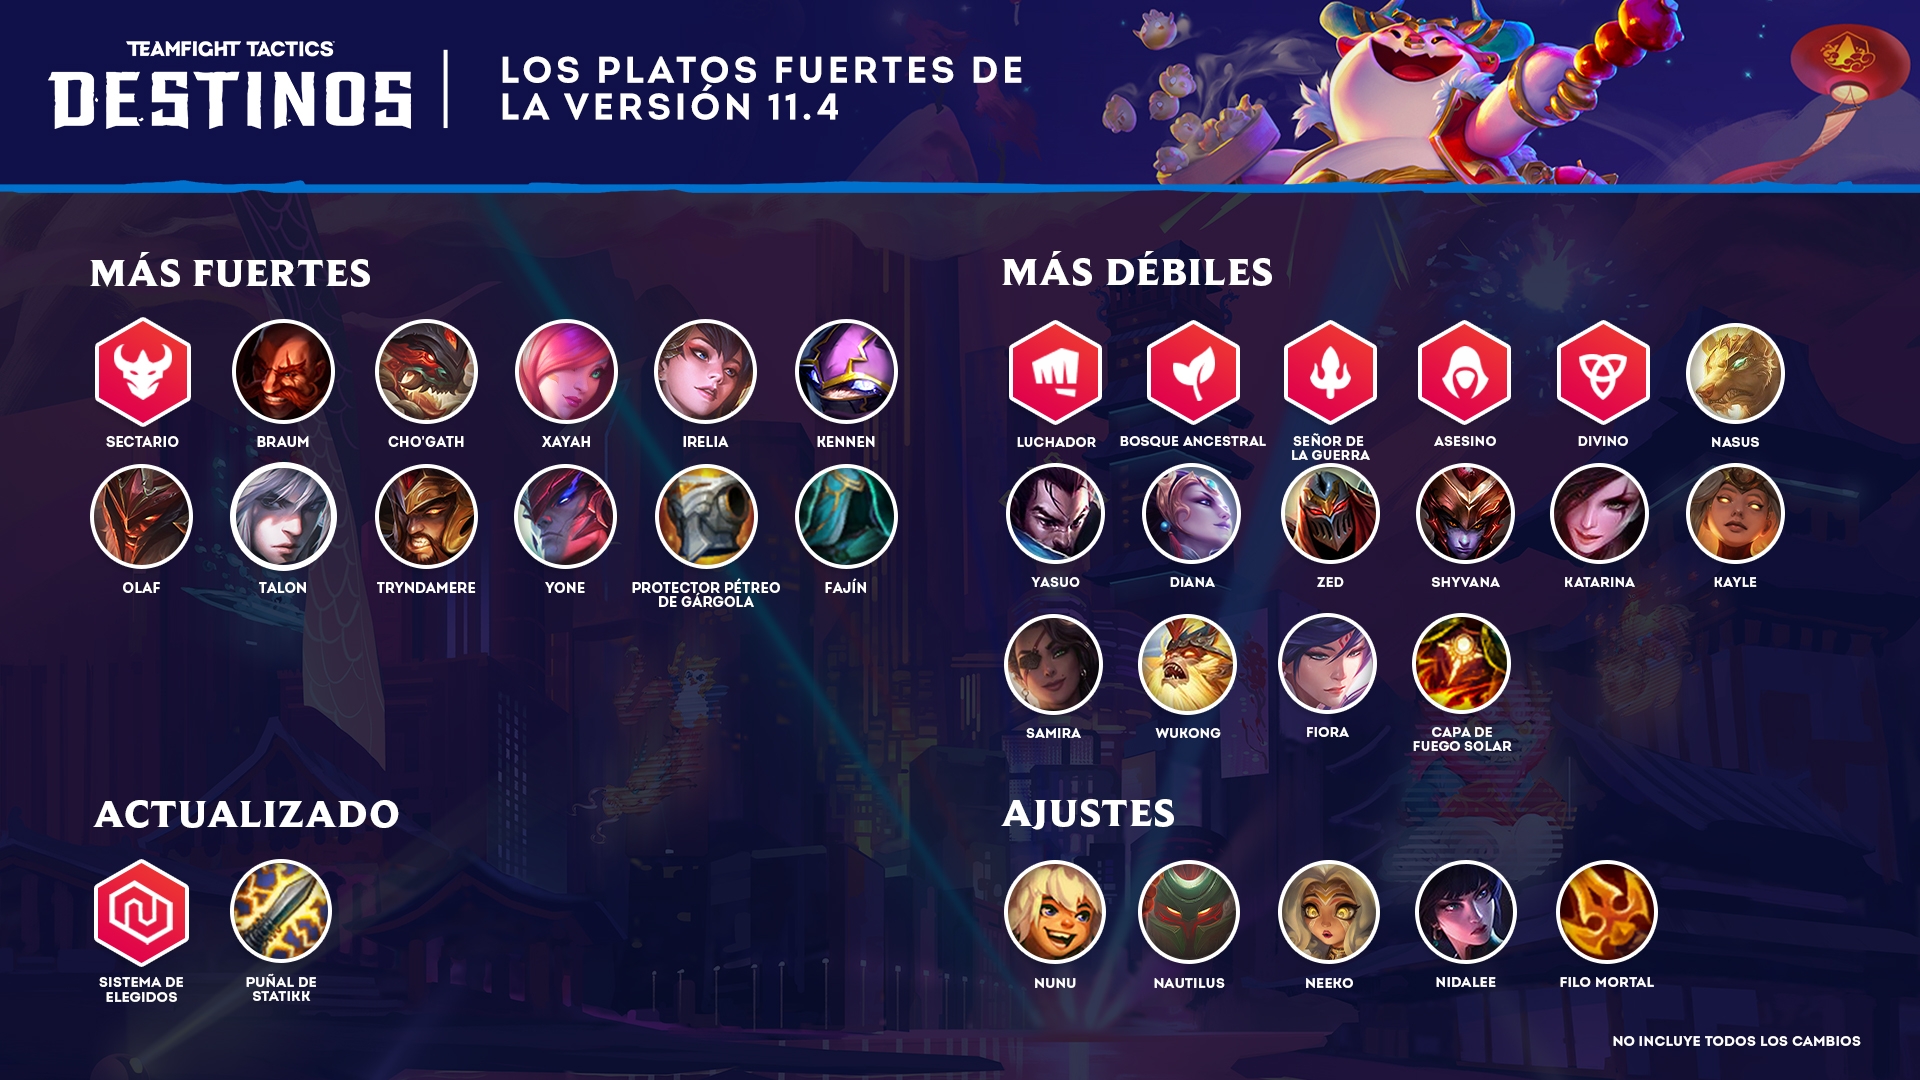 TEAMFIGHT TACTICS
DESTINOS
LOS PLATOS FUERTES DE
LA VERSIÓN 11.4
MÁS FUERTES
SECTARIO
BRAUM
CHO'GATH
XAYAH
IRELIA
KENNEN
OLAF
TALON
TRYNDAMERE
YONE
PROTECTOR PÉTREO
DE GÁRGOLA
FAJÍN
MÁS DÉBILES
LUCHADOR
BOSQUE ANCESTRAL
SEÑOR DE
LA GUERRA
ASESINO
DIVINO
NASUS
YASUO
DIANA
ZED
SHYVANA
KATARINA
KAYLE
SAMIRA
WUKONG
FIORA
CAPA DE
FUEGO SOLAR
ACTUALIZADO
SISTEMA DE
ELEGIDOS
PUÑAL DE
STATIKK
AJUSTES
NUNU
NAUTILUS
NEEKO
NIDALEE
FILO MORTAL
NO INCLUYE TODOS LOS CAMBIOS